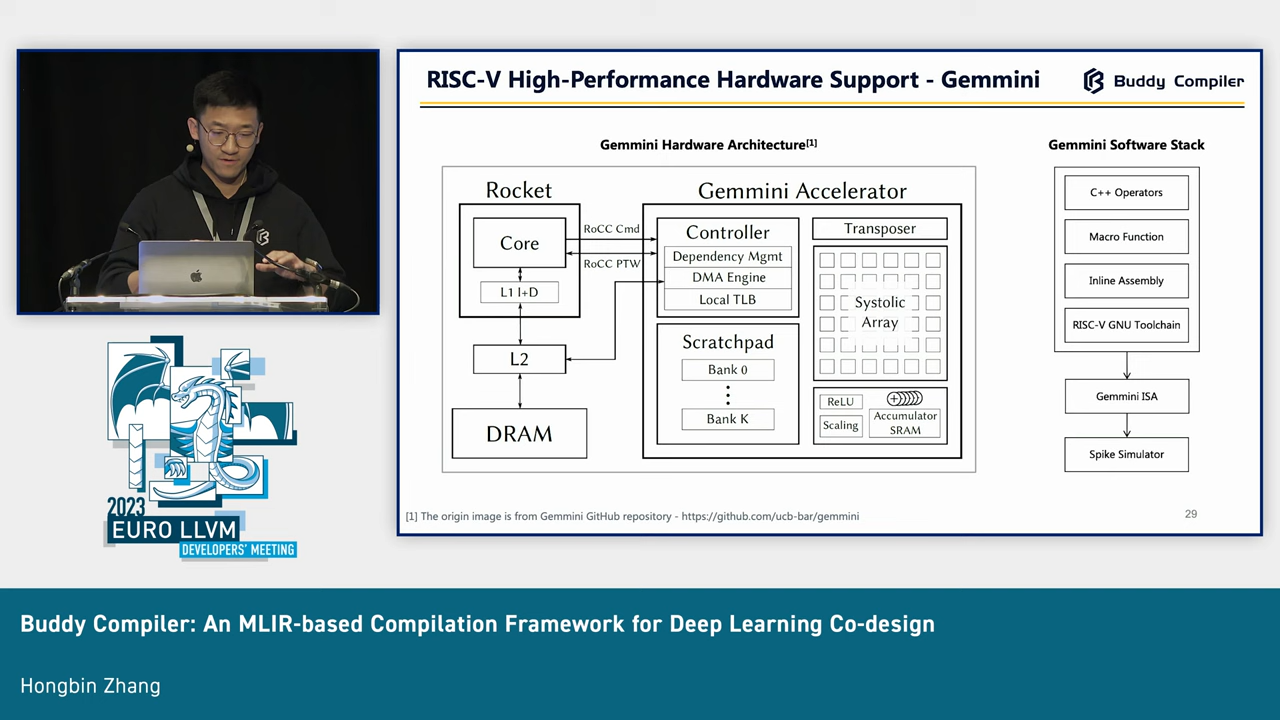 RISC-V High-Performance Hardware Support - Gemmini
Buddy Compiler
Gemmini Hardware Architecture[1]
Rocket
Core
L1 I+D
L2
DRAM
RoCC Cmd
RoCC PTW
Gemmini Accelerator
Controller
Dependency Mgmt
DMA Engine
Local TLB
Scratchpad
Bank 0
Bank K
Transposer
Systolic
Array
ReLU
Scaling
Accumulator
SRAM
Gemmini Software Stack
C++ Operators
Macro Function
Inline Assembly
RISC-V GNU Toolchain
Gemmini ISA
Spike Simulator
[1] The origin image is from Gemmini GitHub repository - https://github.com/ucb-bar/gemmini
29
2023
EURO LLVM
DEVELOPERS' MEETING
Buddy Compiler: An MLIR-based Compilation Framework for Deep Learning Co-design
Hongbin Zhang